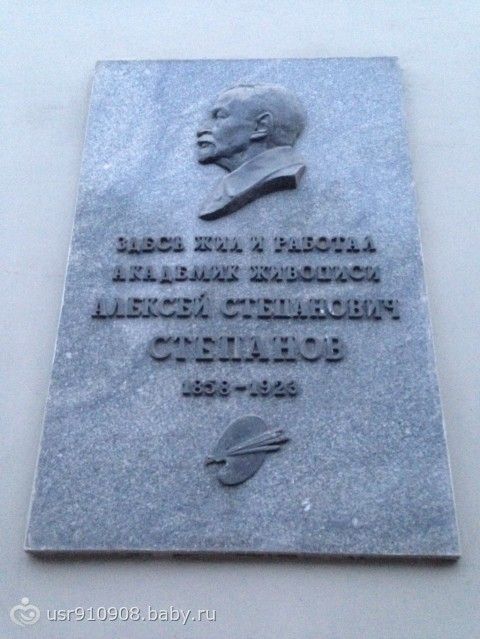 ЗДЕСЬ ЖИЛ И РАБОТАЛ
АКАДЕМИК ЖИВОПИСИ
АЛЕКСЕЙ СТЕПАНОВИЧ
СТЕПАНОВ
1858-1923
usr910908.baby.ru